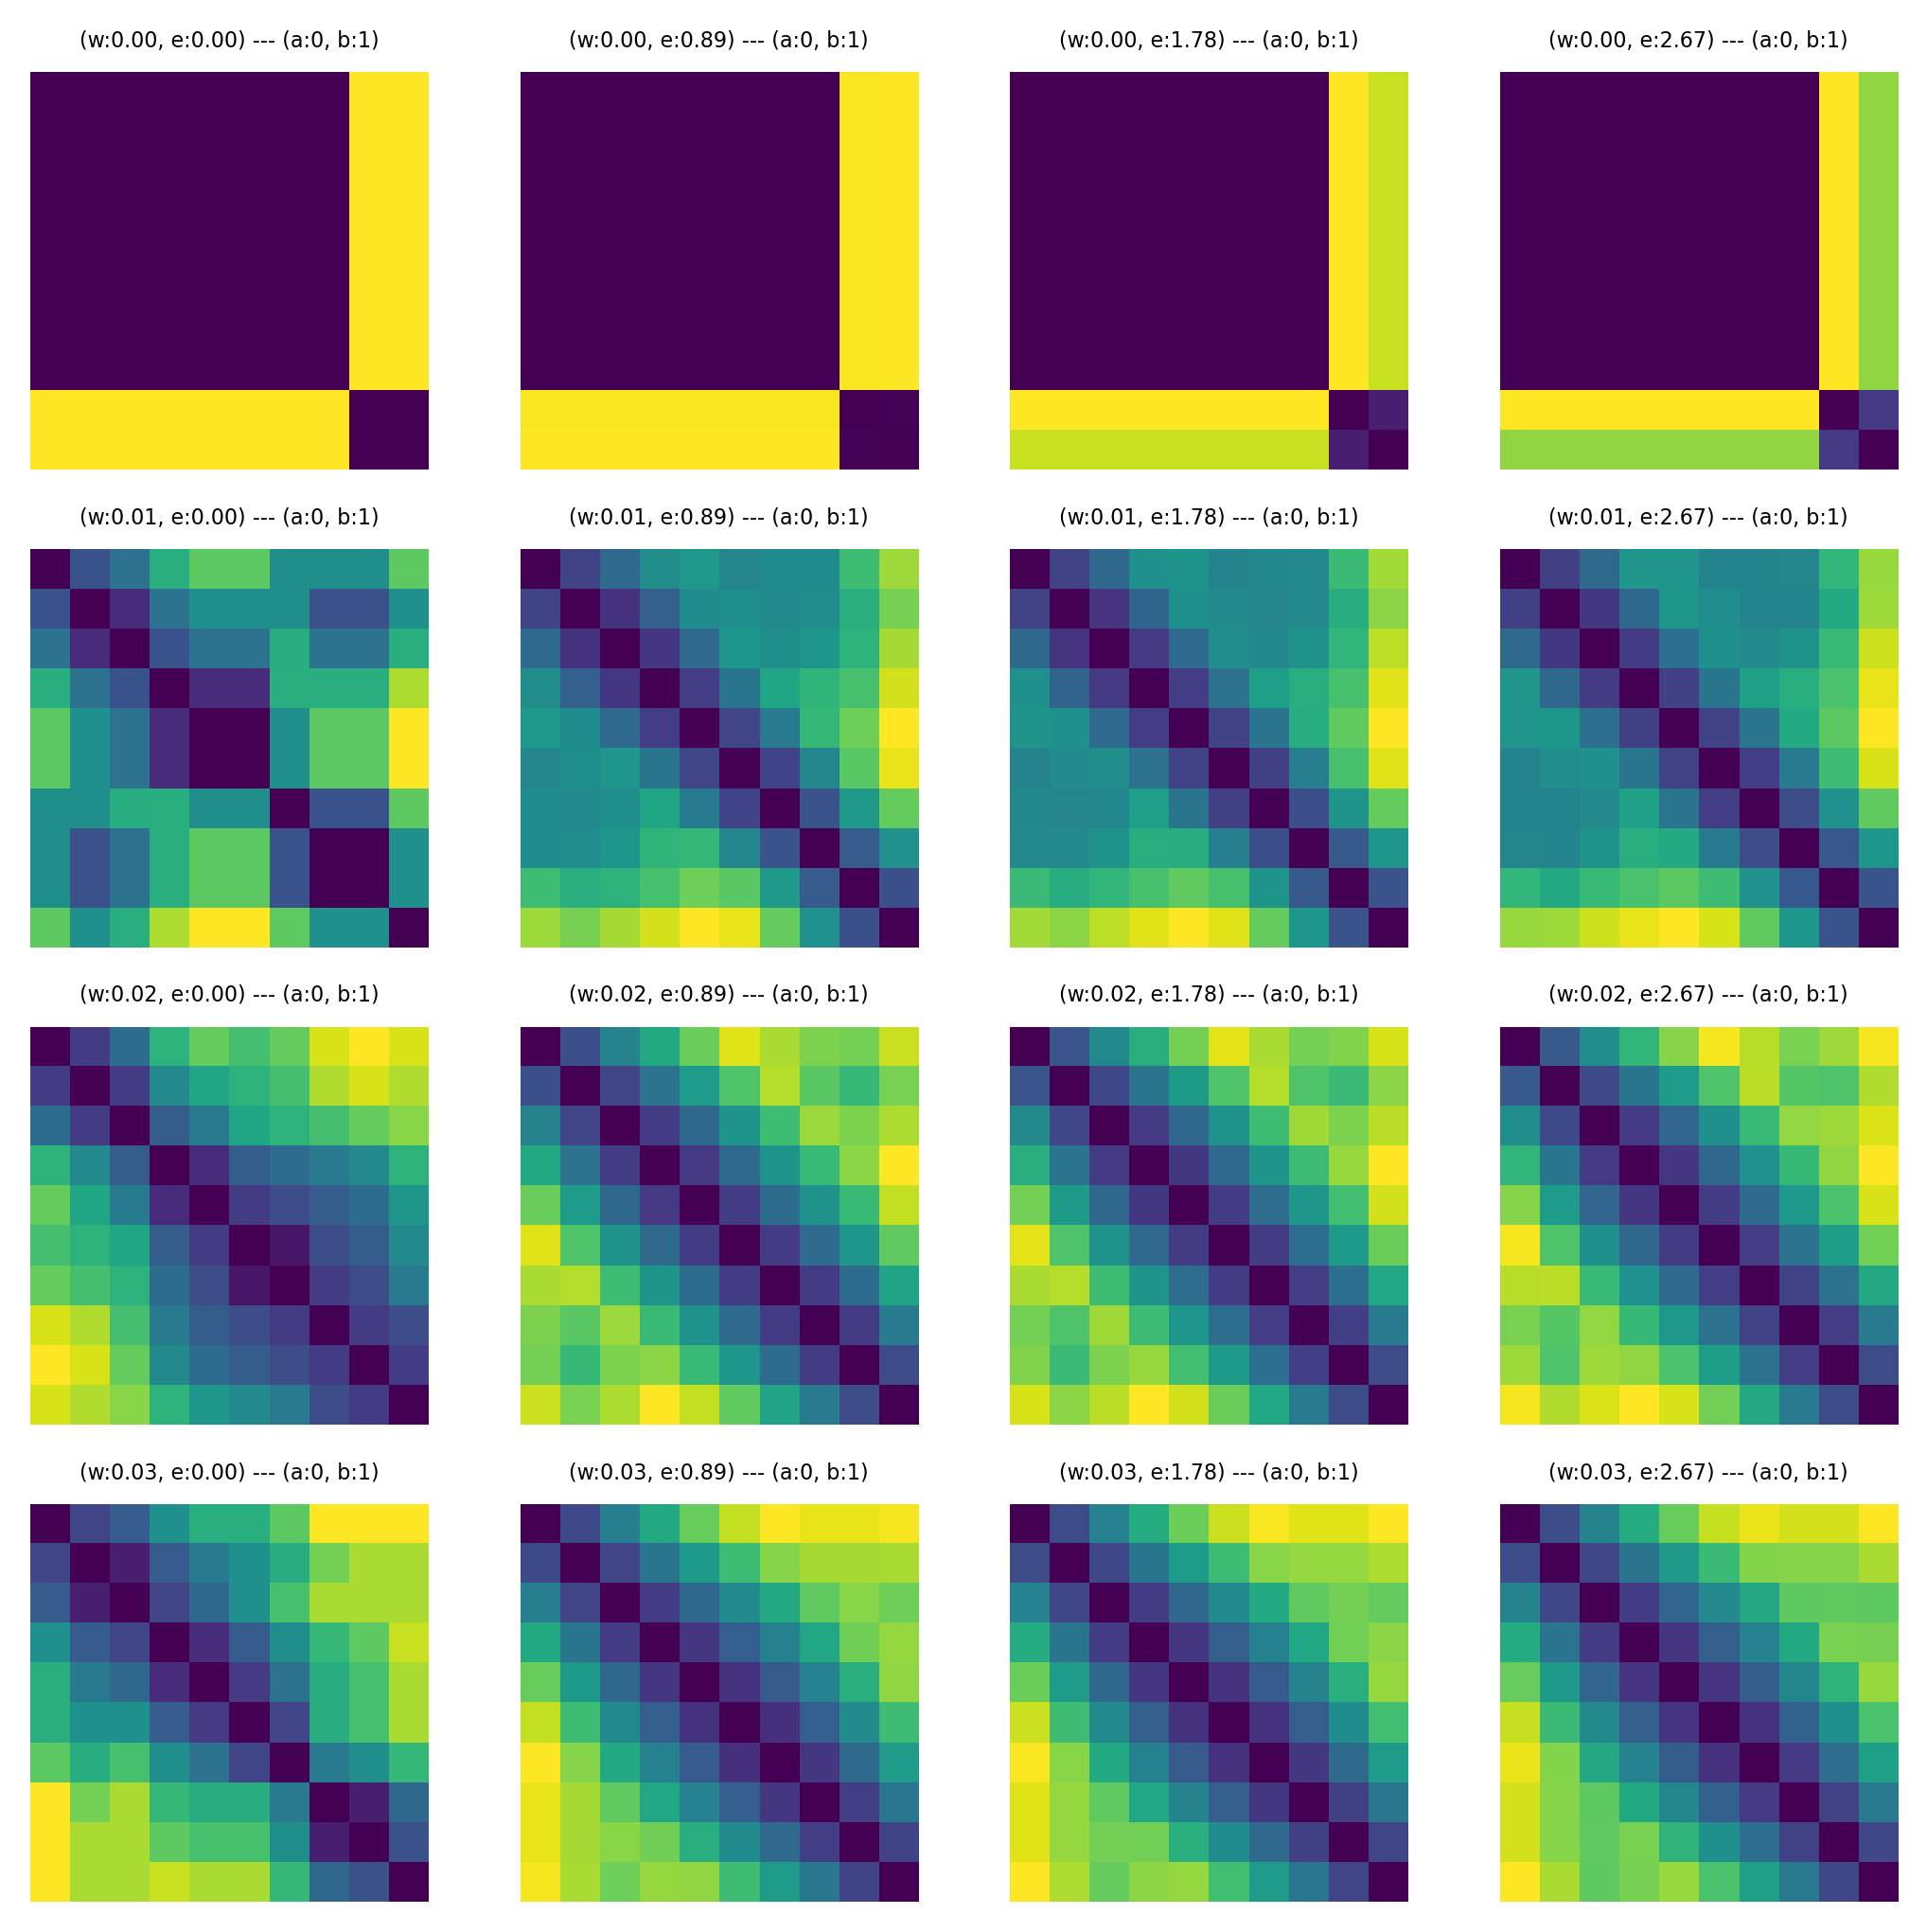 (w:0.00, e:0.00) --- (a:0, b:1)
(w:0.00, e:0.89) --- (a:0, b:1)
(w:0.00, e:1.78) --- (a:0, b:1)
(w:0.00, e:2.67) --- (a:0, b:1)
(w:0.01, e:0.00) --- (a:0, b:1)
(w:0.01, e:0.89) --- (a:0, b:1)
(w:0.01, e:1.78) --- (a:0, b:1)
(w:0.01, e:2.67) --- (a:0, b:1)
(w:0.02, e:0.00) --- (a:0, b:1)
(w:0.02, e:0.89) --- (a:0, b:1)
(w:0.02, e:1.78) --- (a:0, b:1)
(w:0.02, e:2.67) --- (a:0, b:1)
(w:0.03, e:0.00) --- (a:0, b:1)
(w:0.03, e:0.89) --- (a:0, b:1)
(w:0.03, e:1.78) --- (a:0, b:1)
(w:0.03, e:2.67) --- (a:0, b:1)